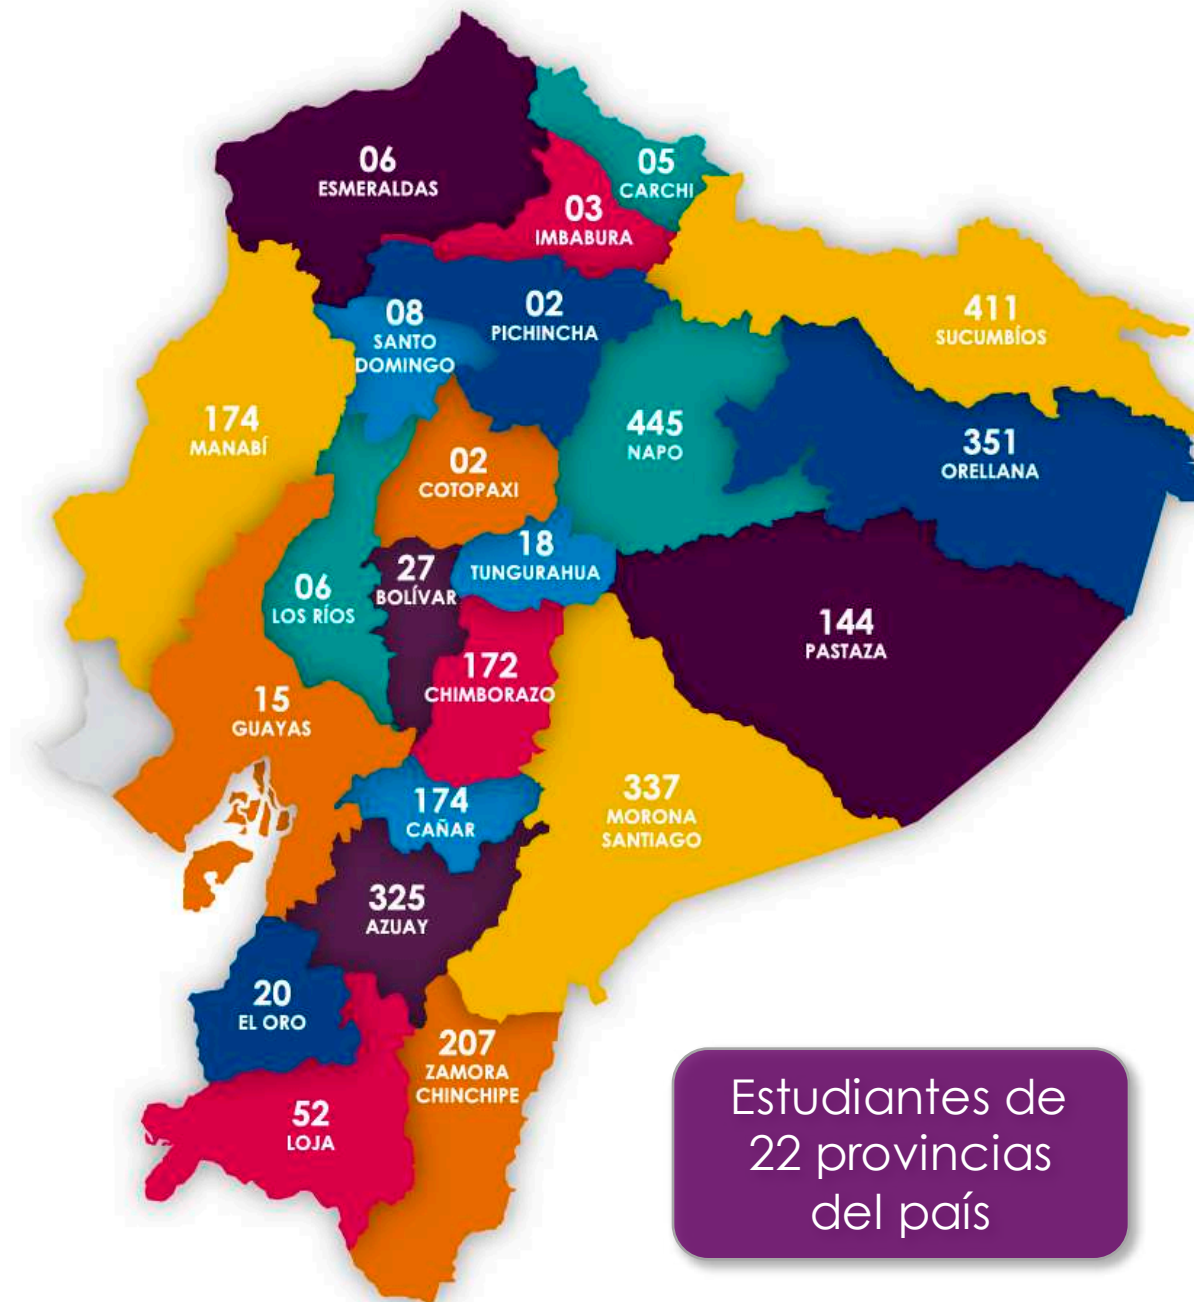 06
ESMERALDAS
05
CARCHI
03
IMBABURA
02
PICHINCHA
08
SANTO
DOMINGO
411
SUCUMBÍOS
174
MANABÍ
445
NAPO
351
ORELLANA
02
COTOPAXI
18
TUNGURAHUA
27
BOLÍVAR
06
LOS RÍOS
144
PASTAZA
172
CHIMBORAZO
15
GUAYAS
337
MORONA
SANTIAGO
174
CAÑAR
325
AZUAY
20
EL ORO
207
ZAMORA
CHINCHIPE
52
LOJA
Estudiantes de
22 provincias
del país